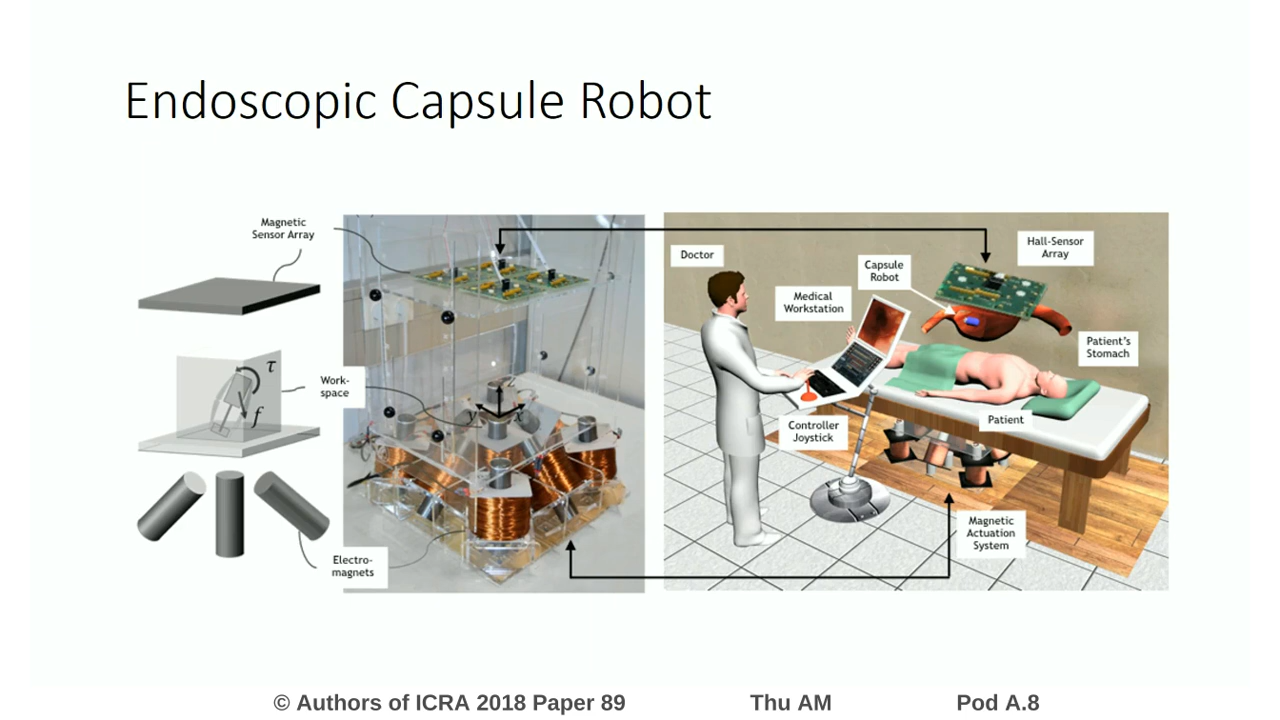 Endoscopic Capsule Robot
Magnetic
Sensor Array
τ
f
Work-
space
y
x
Electro-
magnets
Doctor
Medical
Workstation
Capsule
Robot
Hall-Sensor
Array
Patient's
Stomach
Patient
Controller
Joystick
Magnetic
Actuation
System
© Authors of ICRA 2018 Paper 89 Thu AM Pod A.8